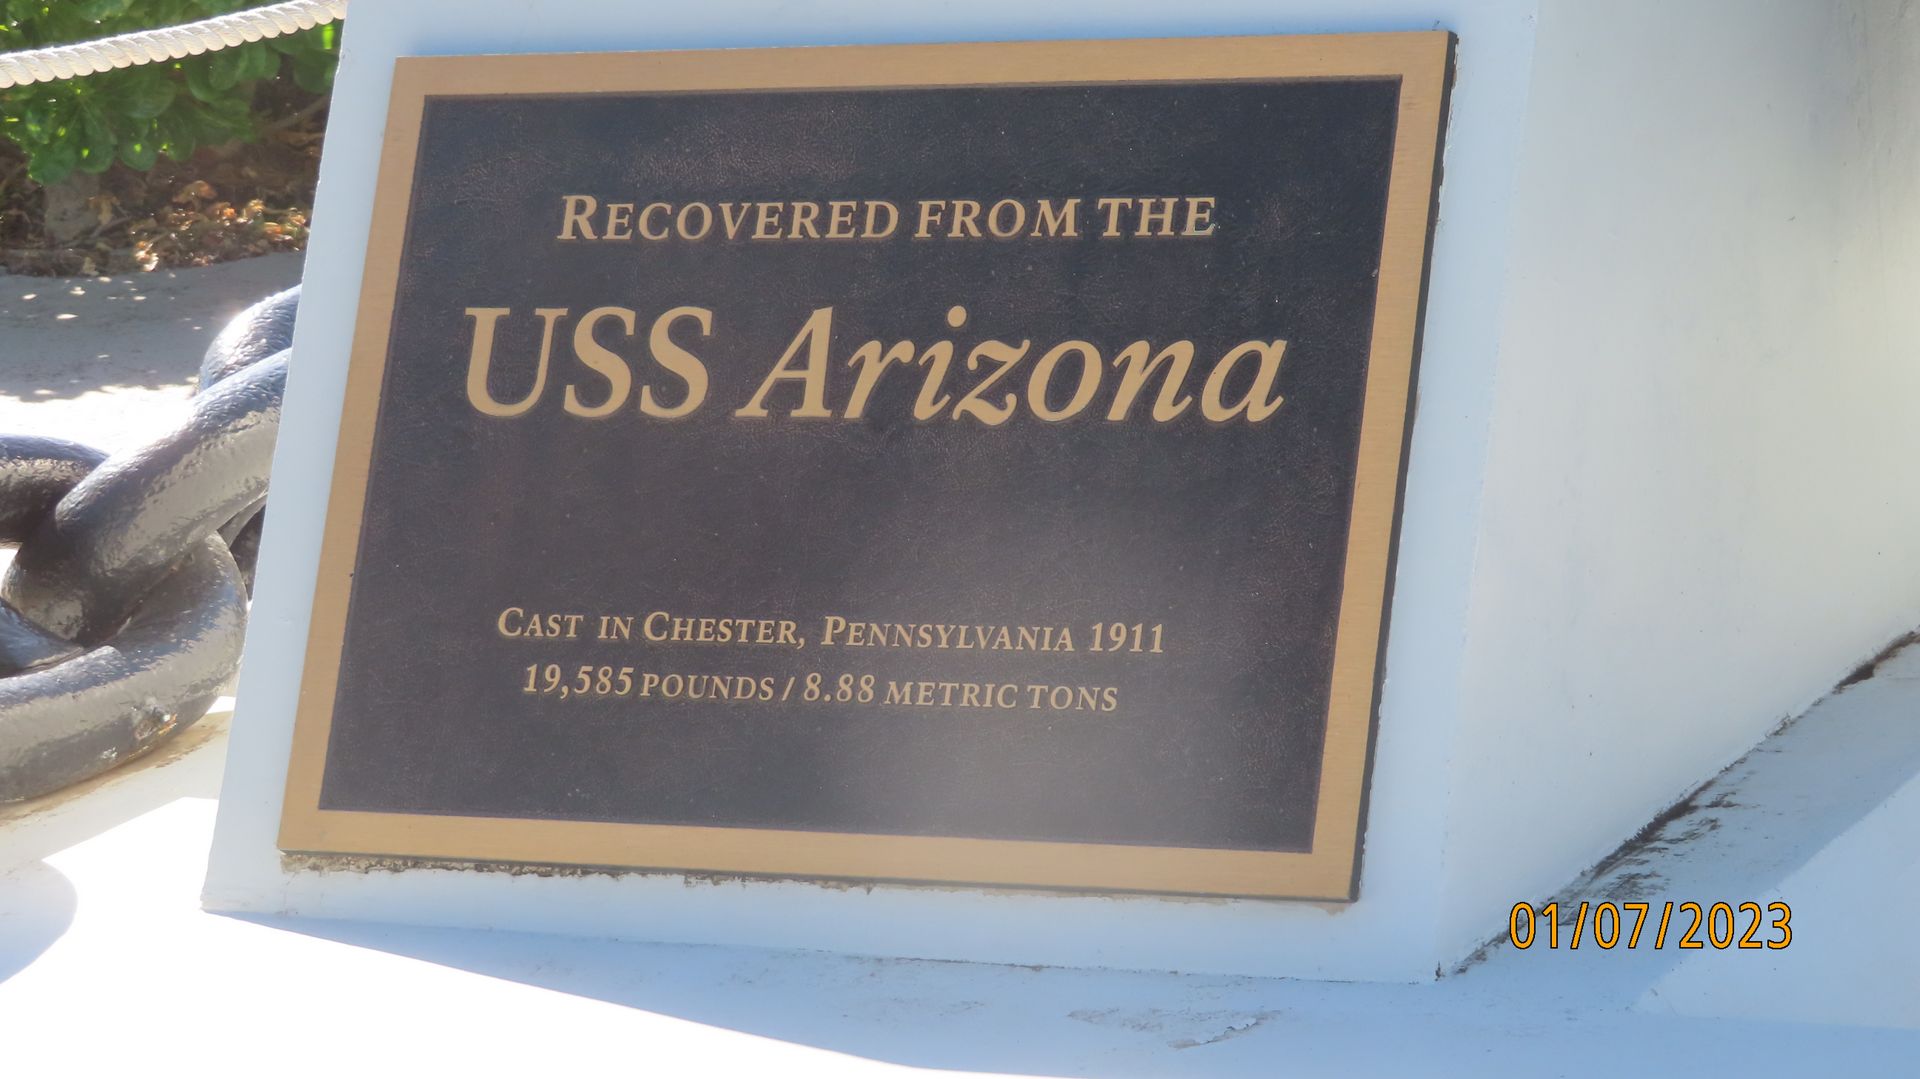 RECOVERED FROM THE
USS Arizona
CAST IN CHESTER, PENNSYLVANIA 1911
19,585 POUNDS / 8.88 METRIC TONS
01/07/2023